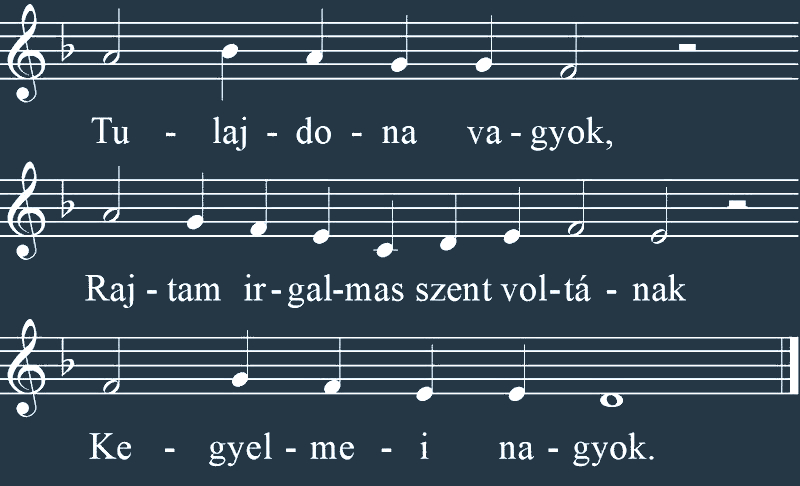 Tu - laj - do - na va - gyok,
Raj - tam ir - gal - mas szent vol - tá - nak
Ke - gyel - me - i na - gyok.